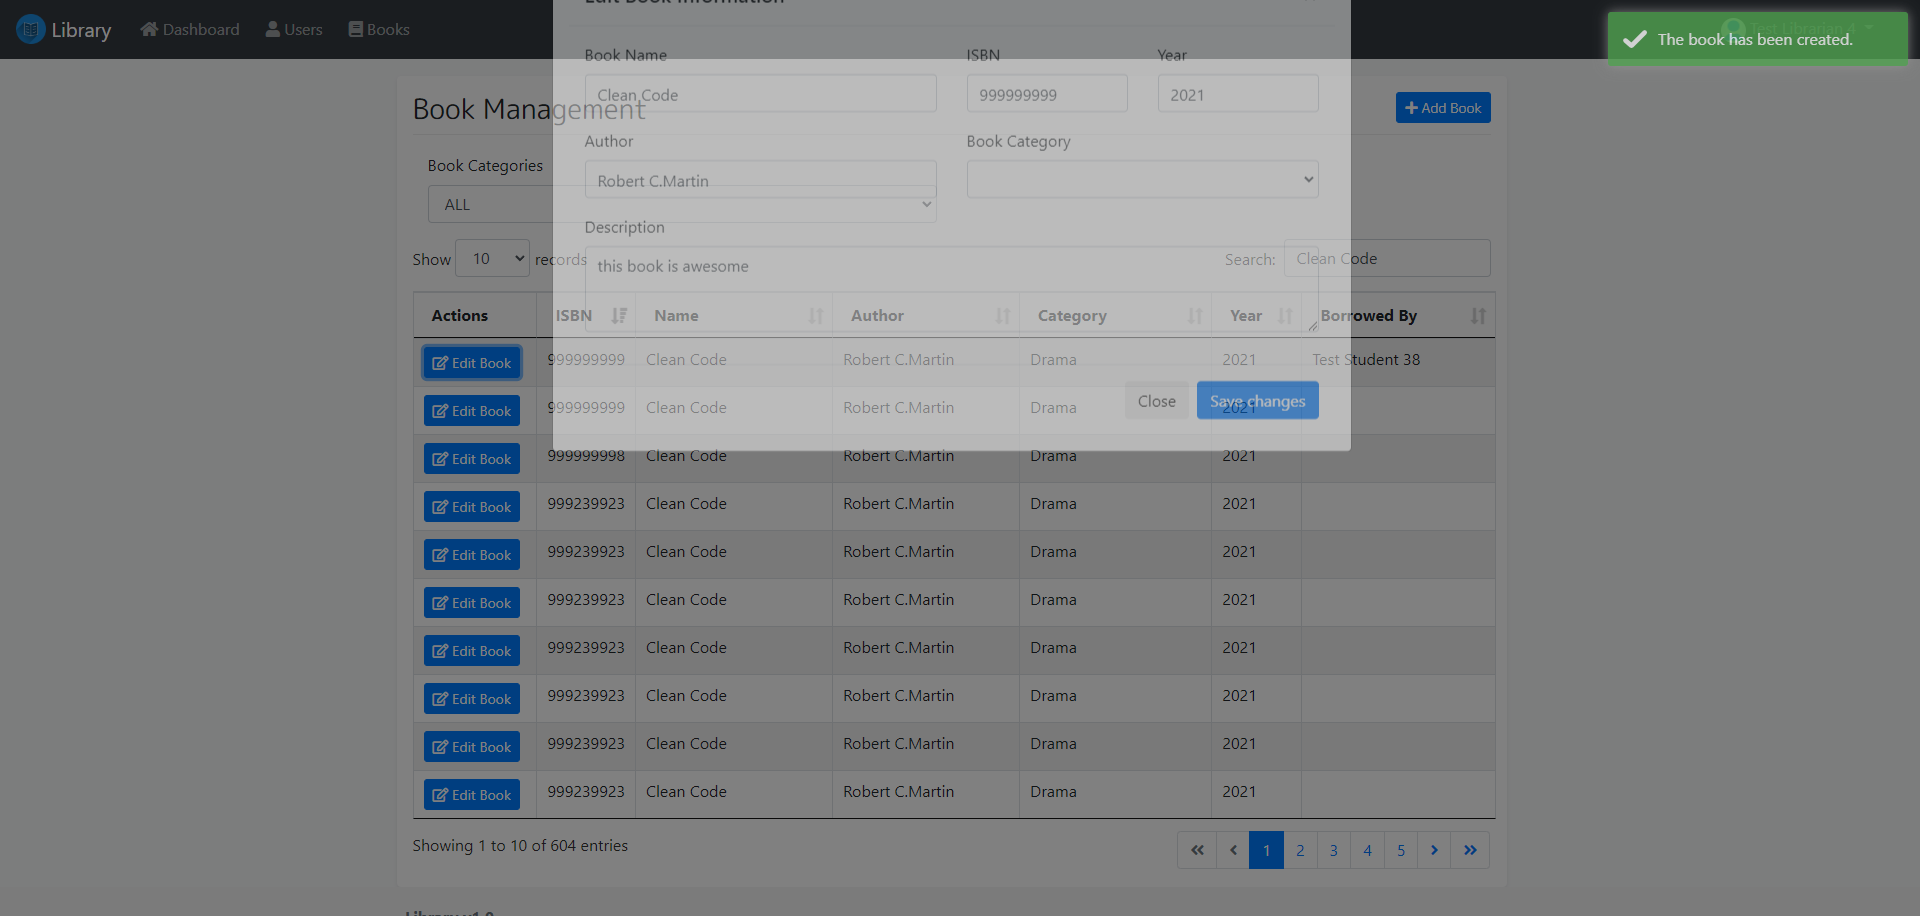 Library Dashboard Users Books Test Librarian 4
The book has been created.
Edit Book Information
Book Name ISBN Year
Clean Code 999999999 2021
Book Management
Add Book
Author Book Category
Robert C.Martin
Book Categories
ALL
Description
this book is awesome
Show 10 records
Search: Clean Code
Actions ISBN Name Author Category Year Borrowed By
Edit Book 999999999 Clean Code Robert C.Martin Drama 2021 Test Student 38
Close Save changes
Edit Book 999999999 Clean Code Robert C.Martin Drama 2021
Edit Book 999999998 Clean Code Robert C.Martin Drama 2021
Edit Book 999239923 Clean Code Robert C.Martin Drama 2021
Edit Book 999239923 Clean Code Robert C.Martin Drama 2021
Edit Book 999239923 Clean Code Robert C.Martin Drama 2021
Edit Book 999239923 Clean Code Robert C.Martin Drama 2021
Edit Book 999239923 Clean Code Robert C.Martin Drama 2021
Edit Book 999239923 Clean Code Robert C.Martin Drama 2021
Edit Book 999239923 Clean Code Robert C.Martin Drama 2021
Showing 1 to 10 of 604 entries
1 2 3 4 5